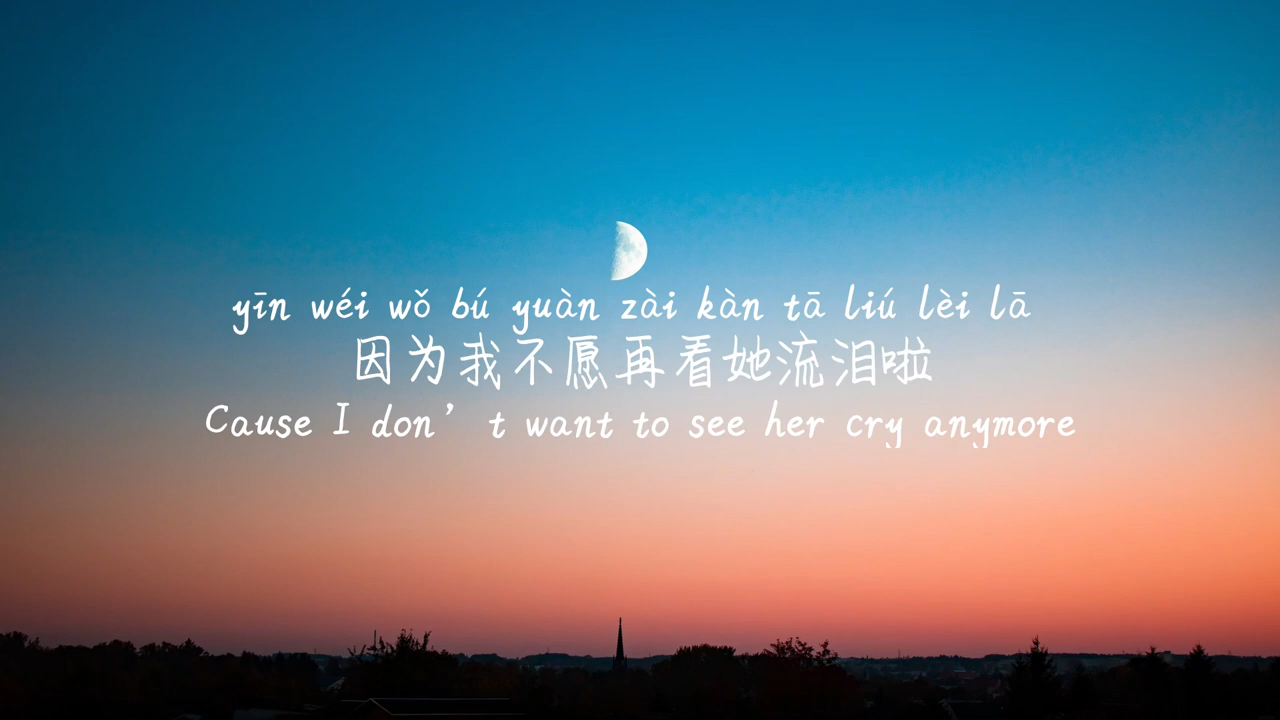 yīn wéi wǒ bú yuàn zài kàn tā liú lèi lā
因为我不愿再看她流泪啦
Cause I don’t want to see her cry anymore